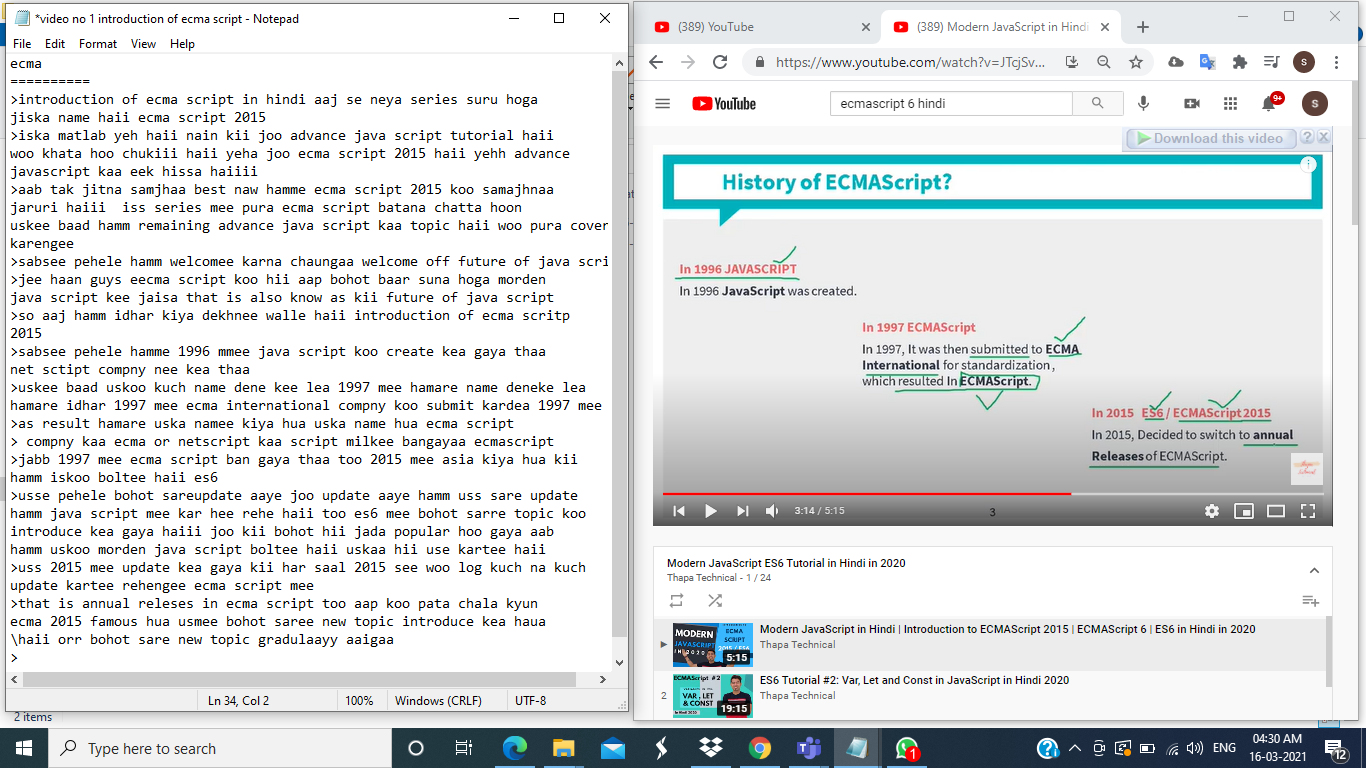 *video no 1 introduction of ecma script - Notepad
File Edit Format View Help
ecma
==========
>introduction of ecma script in hindi aaj se neya series suru hoga
jiska name haii ecma script 2015
>iska matlab yeh haii nain kii joo advance java script tutorial haii
woo khata hoo chukiii haii yeha joo ecma script 2015 haii yehh advance
javascript kaa eek hissa haiiii
>aab tak jitna samjhaa best naw hamme ecma script 2015 koo samajhnaa
jaruri haiii  iss series mee pura ecma script batana chatta hoon
uskee baad hamm remaining advance java script kaa topic haii woo pura cover
karengee
>sabsee pehele hamm welcomee karna chaungaa welcome off future of java scri
>jee haan guys eecma script koo hii aap bohot baar suna hoga morden
java script kee jaisa that is also know as kii future of java script
>so aaj hamm idhar kiya dekhnee walle haii introduction of ecma scritp
2015
>sabsee pehele hamme 1996 mmee java script koo create kea gaya thaa
net sctipt compny nee kea thaa
>uskee baad uskoo kuch name dene kee lea 1997 mee hamare name deneke lea
hamare idhar 1997 mee ecma international compny koo submit kardea 1997 mee
>as result hamare uska namee kiya hua uska name hua ecma script
> compny kaa ecma or netscript kaa script milkee bangayaa ecmascript
>jabb 1997 mee ecma script ban gaya thaa too 2015 mee asia kiya hua kii
hamm iskoo boltee haii es6
>usse pehele bohot sareupdate aaye joo update aaye hamm uss sare update
hamm java script mee kar hee rehe haii too es6 mee bohot sarre topic koo
introduce kea gaya haiii joo kii bohot hii jada popular hoo gaya aab
hamm uskoo morden java script boltee haii uskaa hii use kartee haii
>uss 2015 mee update kea gaya kii har saal 2015 see woo log kuch na kuch
update kartee rehengee ecma script mee
>that is annual releses in ecma script too aap koo pata chala kyun
ecma 2015 famous hua usmee bohot saree new topic introduce kea haua
\haii orr bohot sare new topic gradulaayy aaigaa
>
Ln 34, Col 2 100% Windows (CRLF) UTF-8
2 items
(389) YouTube
(389) Modern JavaScript in Hindi
https://www.youtube.com/watch?v=JTcjSv...
S
YouTube
ecmascript 6 hindi
9+
S
Download this video
?
History of ECMAScript?
In 1996 JAVASCRIPT
In 1996 JavaScript was created.
In 1997 ECMAScript
In 1997, It was then submitted to ECMA
International for standardization,
which resulted In ECMAScript.
In 2015 ES6 / ECMAScript 2015
In 2015, Decided to switch to annual
Releases of ECMAScript.
3:14 / 5:15
3
Modern JavaScript ES6 Tutorial in Hindi in 2020
Thapa Technical - 1 / 24
MODERN
JAVASCRIPT
IN 2020
ECMA
SCRIPT
5:15
Modern JavaScript in Hindi | Introduction to ECMAScript 2015 | ECMAScript 6 | ES6 in Hindi in 2020
Thapa Technical
2
ECMAScript #2
VAR, LET
& CONST
19:15
ES6 Tutorial #2: Var, Let and Const in JavaScript in Hindi 2020
Thapa Technical
Type here to search
1
ENG
04:30 AM
16-03-2021
12